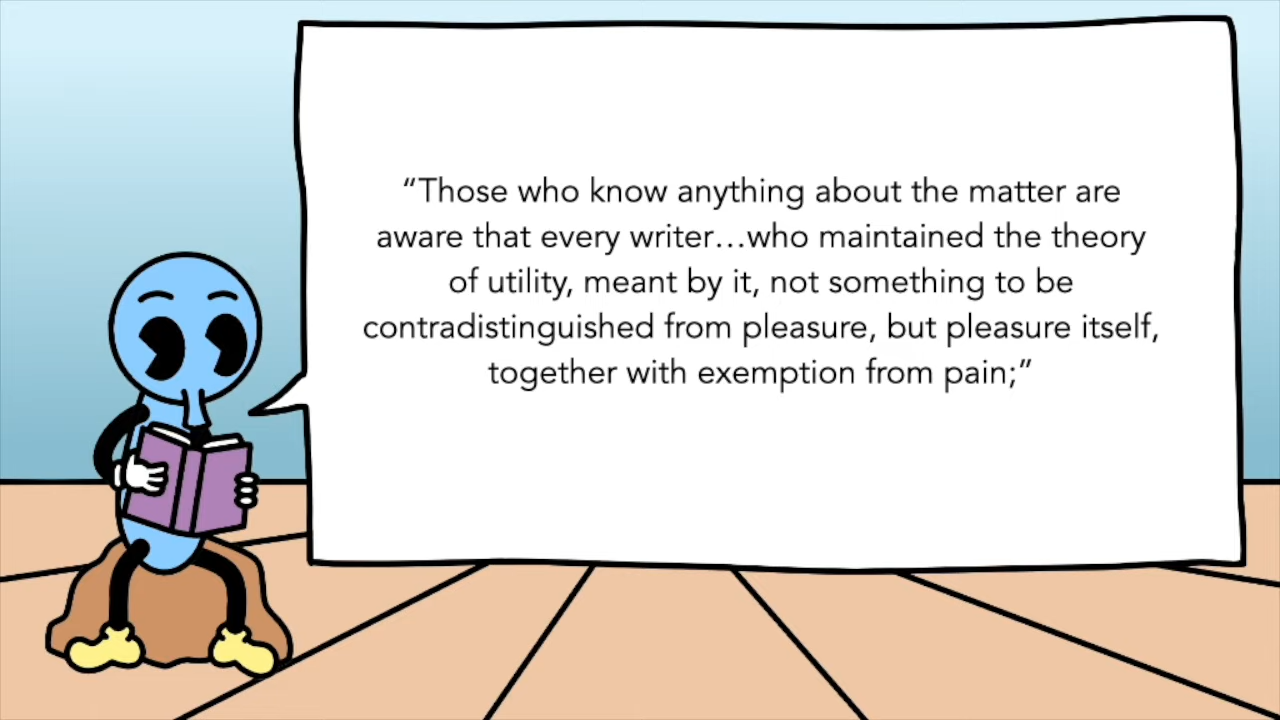 “Those who know anything about the matter are
aware that every writer…who maintained the theory
of utility, meant by it, not something to be
contradistinguished from pleasure, but pleasure itself,
together with exemption from pain;”